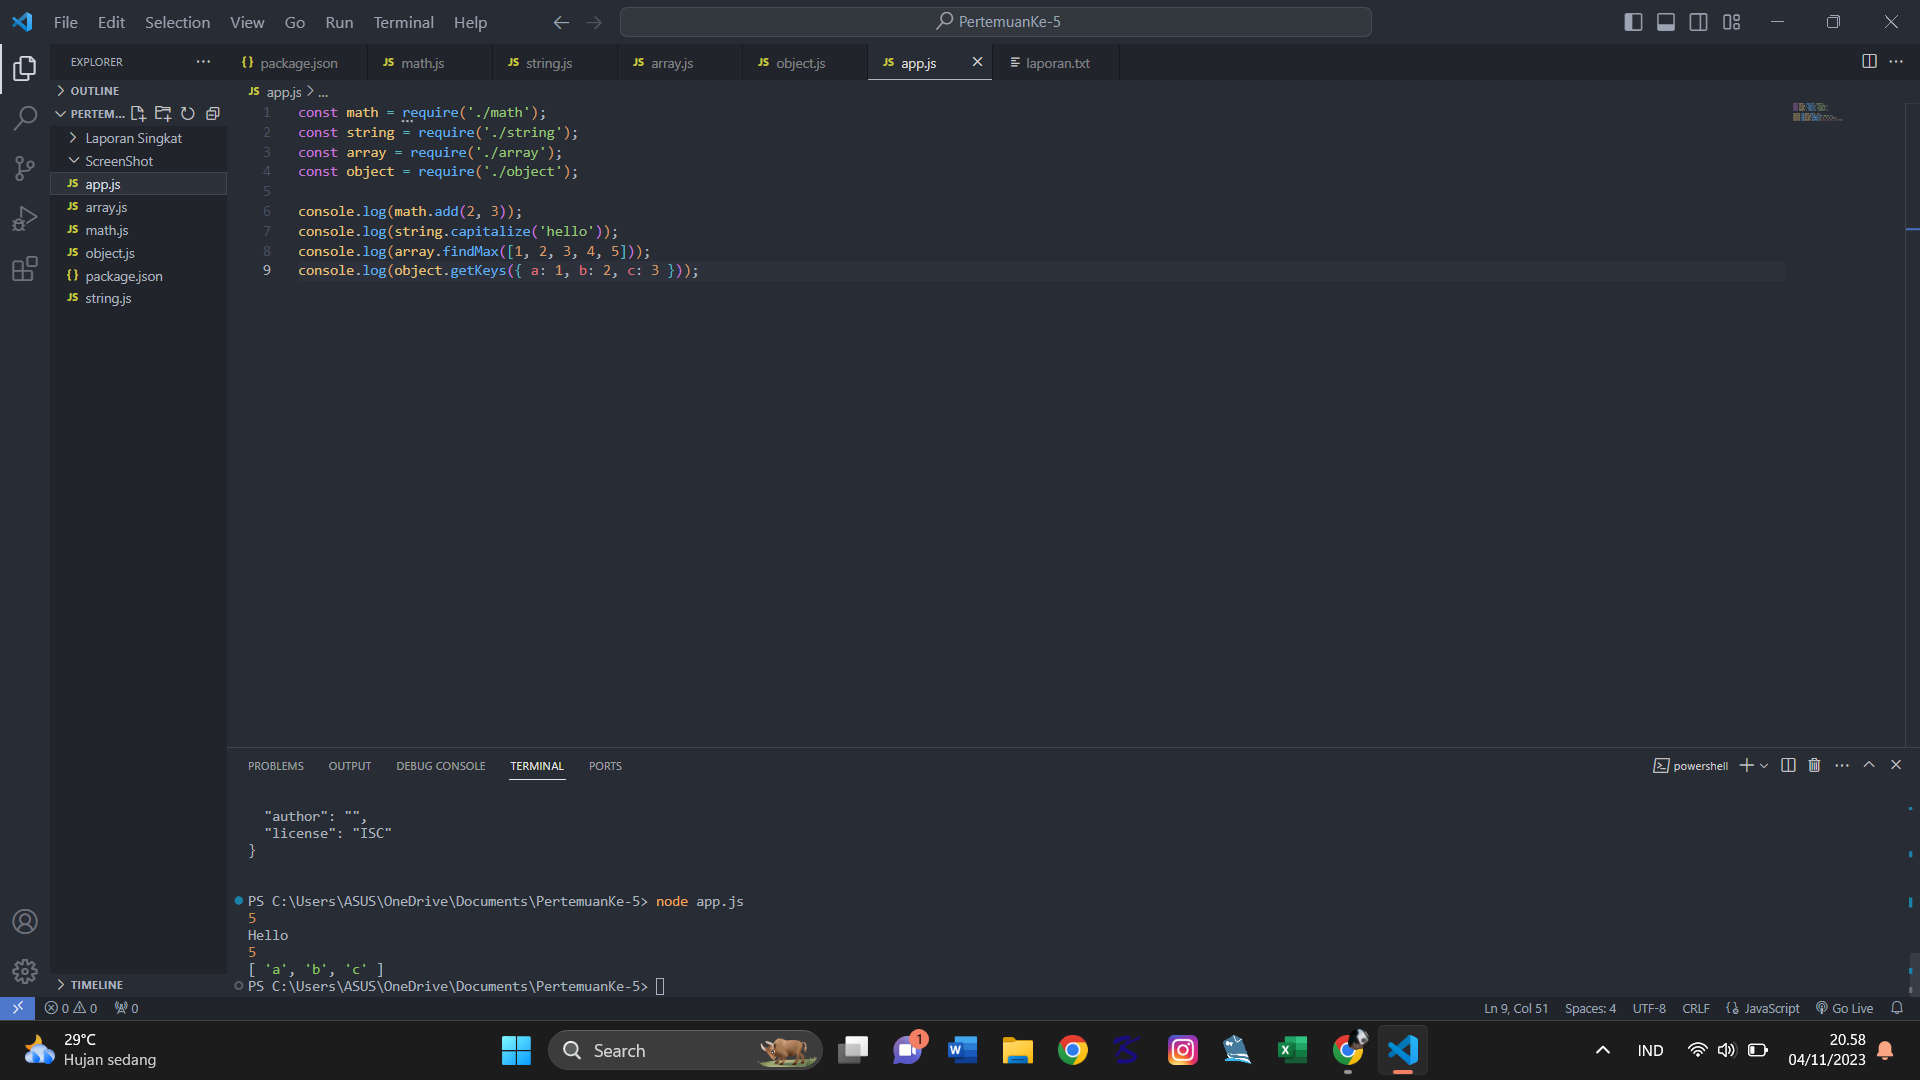 File Edit Selection View Go Run Terminal Help
PertemuanKe-5
EXPLORER
package.json
JS math.js
JS string.js
JS array.js
JS object.js
JS app.js
laporan.txt
OUTLINE
PERTEM...
Laporan Singkat
ScreenShot
JS app.js
JS array.js
JS math.js
JS object.js
{} package.json
JS string.js
TIMELINE
JS app.js > ...
1 const math = require('./math');
2 const string = require('./string');
3 const array = require('./array');
4 const object = require('./object');
5
6 console.log(math.add(2, 3));
7 console.log(string.capitalize('hello'));
8 console.log(array.findMax([1, 2, 3, 4, 5]));
9 console.log(object.getKeys({ a: 1, b: 2, c: 3 }));
PROBLEMS OUTPUT DEBUG CONSOLE TERMINAL PORTS
powershell
"author": "",
"license": "ISC"
}
PS C:\Users\ASUS\OneDrive\Documents\PertemuanKe-5> node app.js
5
Hello
5
[ 'a', 'b', 'c' ]
PS C:\Users\ASUS\OneDrive\Documents\PertemuanKe-5>
0 0 0
Ln 9, Col 51 Spaces: 4 UTF-8 CRLF {} JavaScript Go Live
29°C
Hujan sedang
Search
1
IND
20.58
04/11/2023